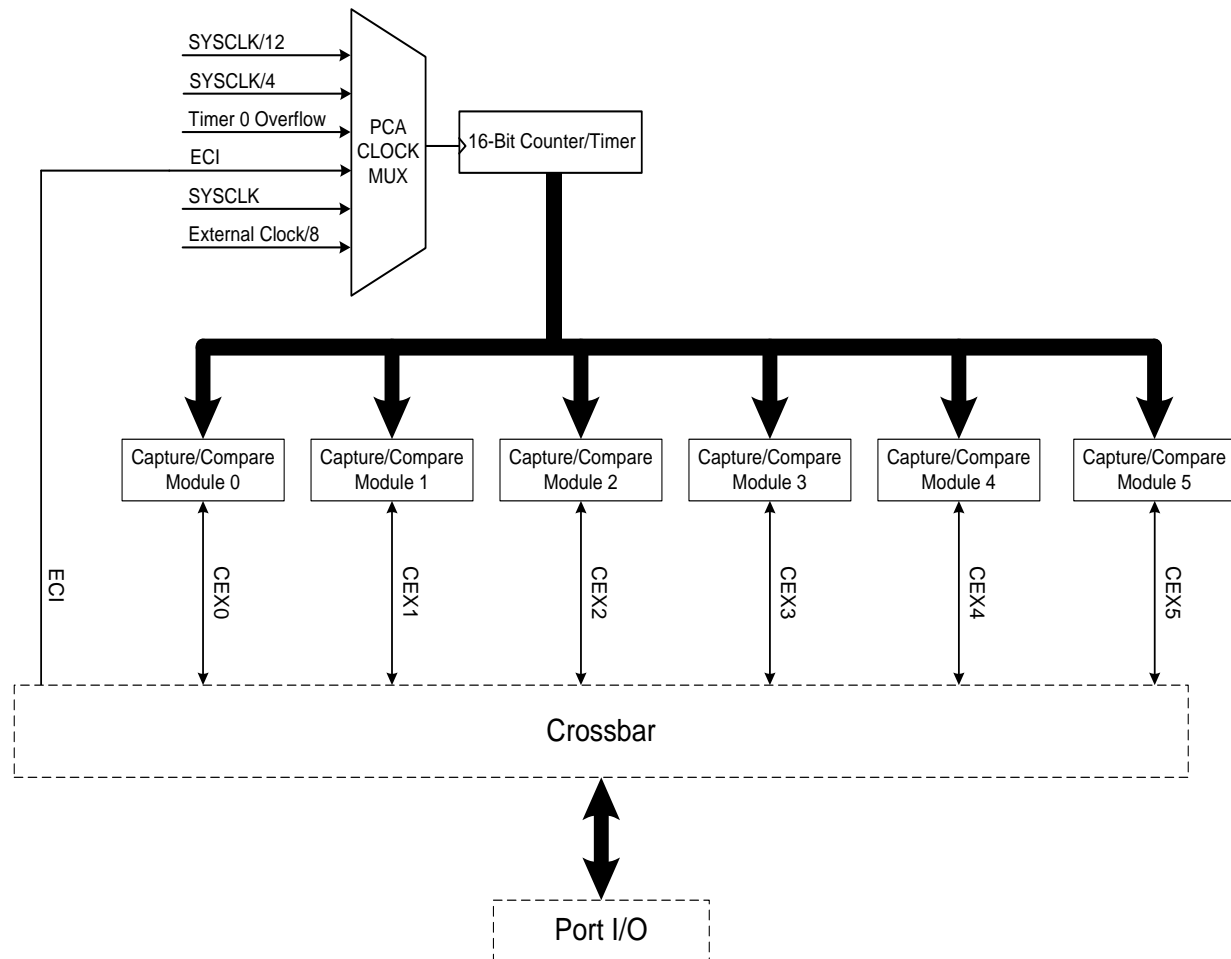 SYSCLK/12
SYSCLK/4
Timer 0 Overflow
ECI
SYSCLK
External Clock/8
PCA
CLOCK
MUX
16-Bit Counter/Timer
Capture/Compare
Module 0
Capture/Compare
Module 1
Capture/Compare
Module 2
Capture/Compare
Module 3
Capture/Compare
Module 4
Capture/Compare
Module 5
ECI
CEX0
CEX1
CEX2
CEX3
CEX4
CEX5
Crossbar
Port I/O